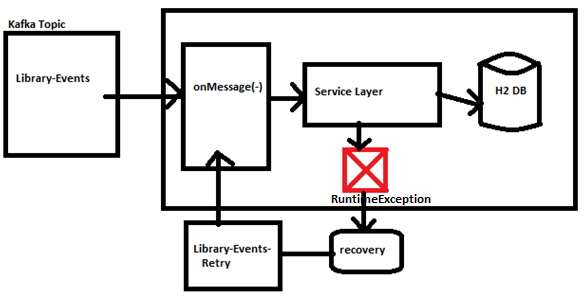 Kafka Topic
Library-Events
onMessage(-)
Service Layer
H2 DB
RuntimeException
Library-Events-
Retry
recovery